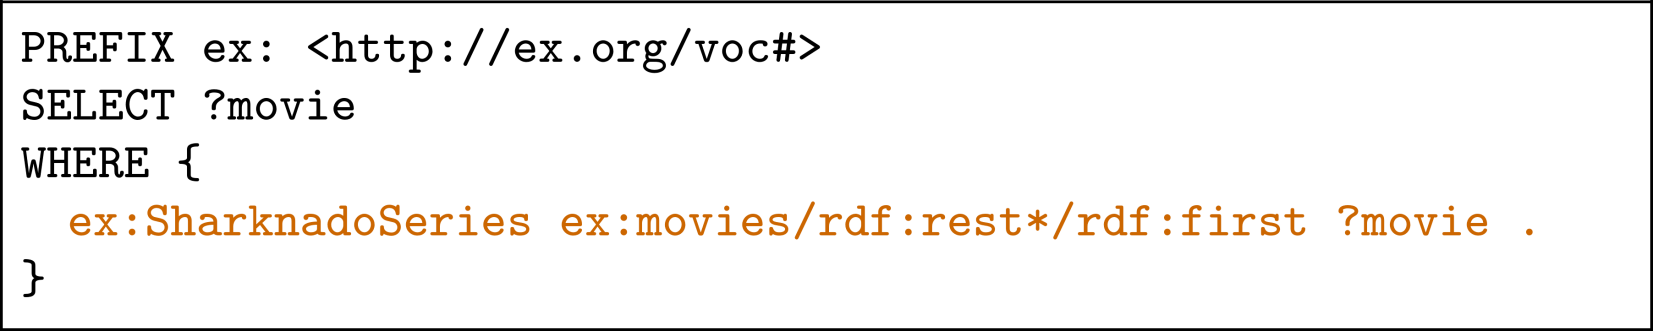 PREFIX ex: <http://ex.org/voc#>
SELECT ?movie
WHERE {
  ex:SharknadoSeries ex:movies/rdf:rest*/rdf:first ?movie .
}